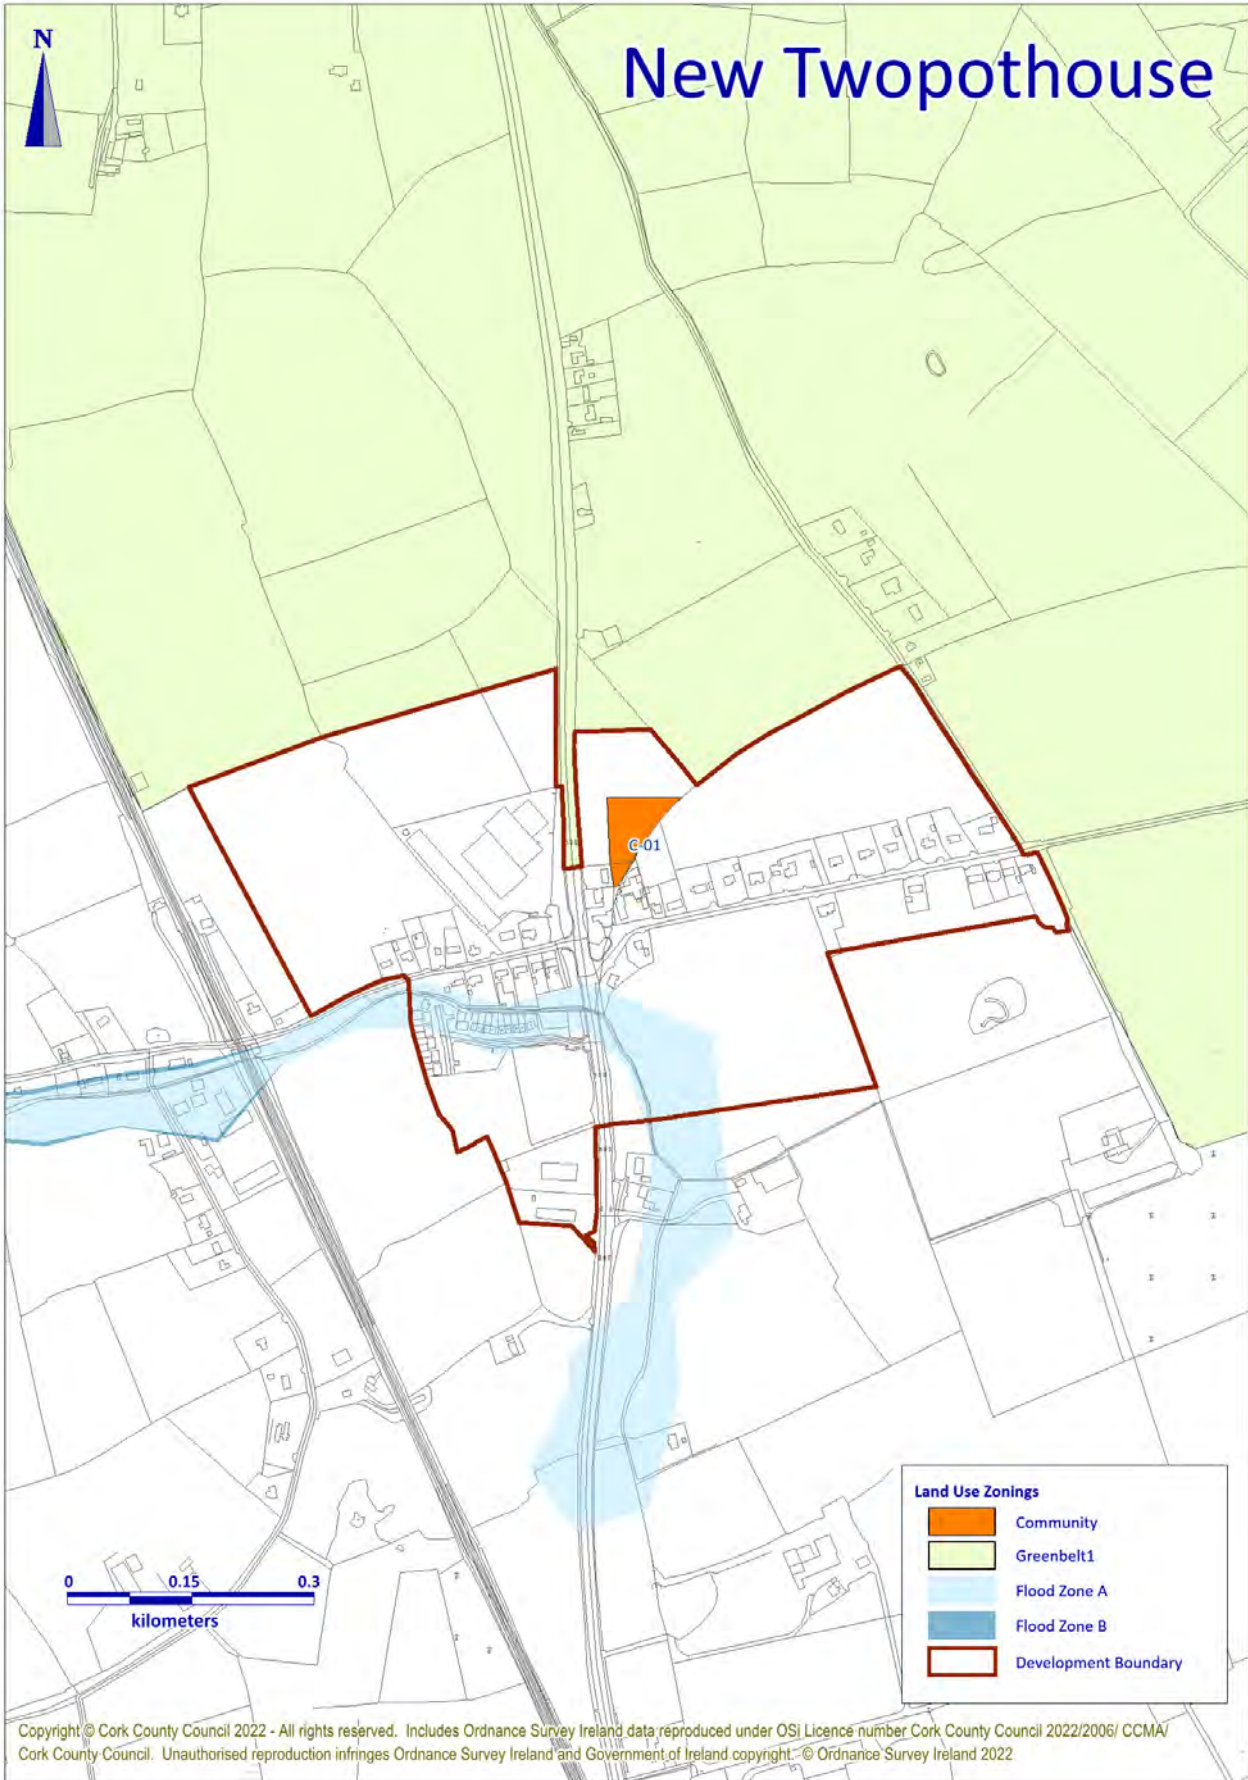 N
New Twopothouse
C-01
Land Use Zonings
Community
Greenbelt1
Flood Zone A
Flood Zone B
Development Boundary
0 0.15 0.3
kilometers
Copyright © Cork County Council 2022 - All rights reserved. Includes Ordnance Survey Ireland data reproduced under OSi Licence number Cork County Council 2022/2006/ CCMA/
Cork County Council. Unauthorised reproduction infringes Ordnance Survey Ireland and Government of Ireland copyright. © Ordnance Survey Ireland 2022